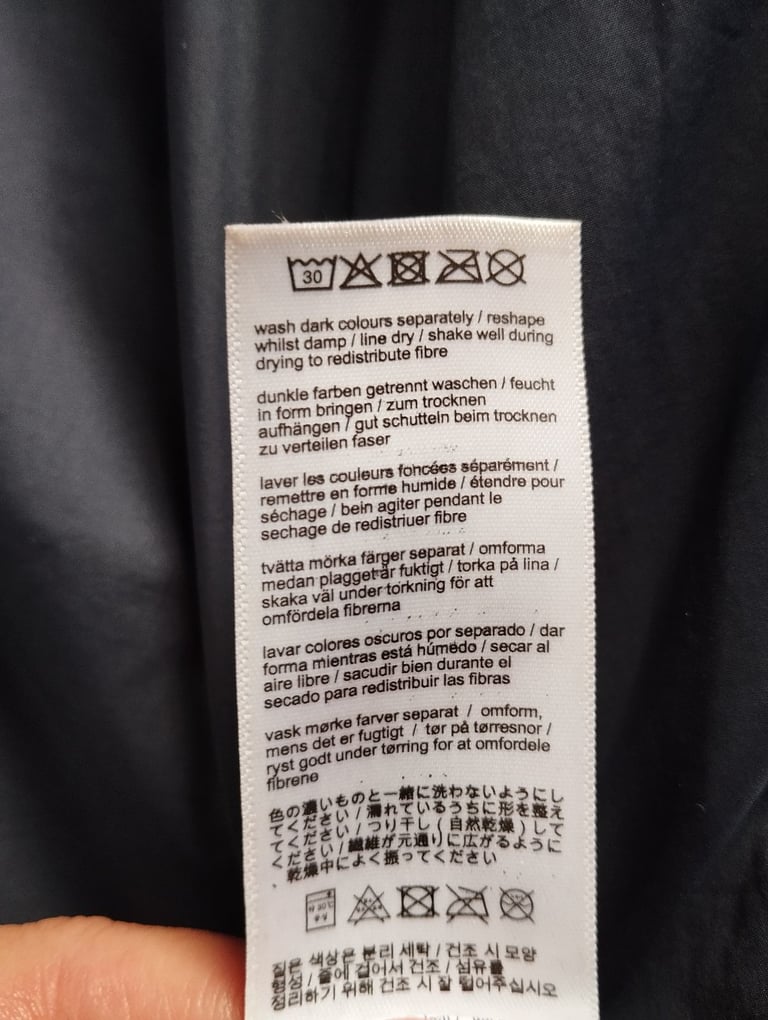 30
wash dark colours separately / reshape
whilst damp / line dry / shake well during
drying to redistribute fibre
dunkle farben getrennt waschen / feucht
in form bringen / zum trocknen
aufhängen / gut schutteln beim trocknen
zu verteilen faser
laver les couleurs foncées séparément /
remettre en forme humide / étendre pour
séchage / bein agiter pendant le
sechage de redistriuer fibre
tvätta mörka färger separat / omforma
medan plagget är fuktigt / torka på lina /
skaka väl under torkning för att
omfördela fibrerna
lavar colores oscuros por separado / dar
forma mientras está húmedo / secar al
aire libre / sacudir bien durante el
secado para redistribuir las fibras
vask mørke farver separat / omform,
mens det er fugtigt / tør på tørresnor /
ryst godt under tørring for at omfordele
fibrene
色の濃いものと一緒に洗わないようにし
てください / 濡れているうちに形を整え
てください / つり干し ( 自然乾燥 ) して
ください / 繊維が元通りに広がるように
乾燥中によく振ってください
짙은 색상은 분리 세탁 / 건조 시 모양
형성 / 줄에 걸어서 건조 / 섬유를
정리하기 위해 건조 시 잘 털어주십시오